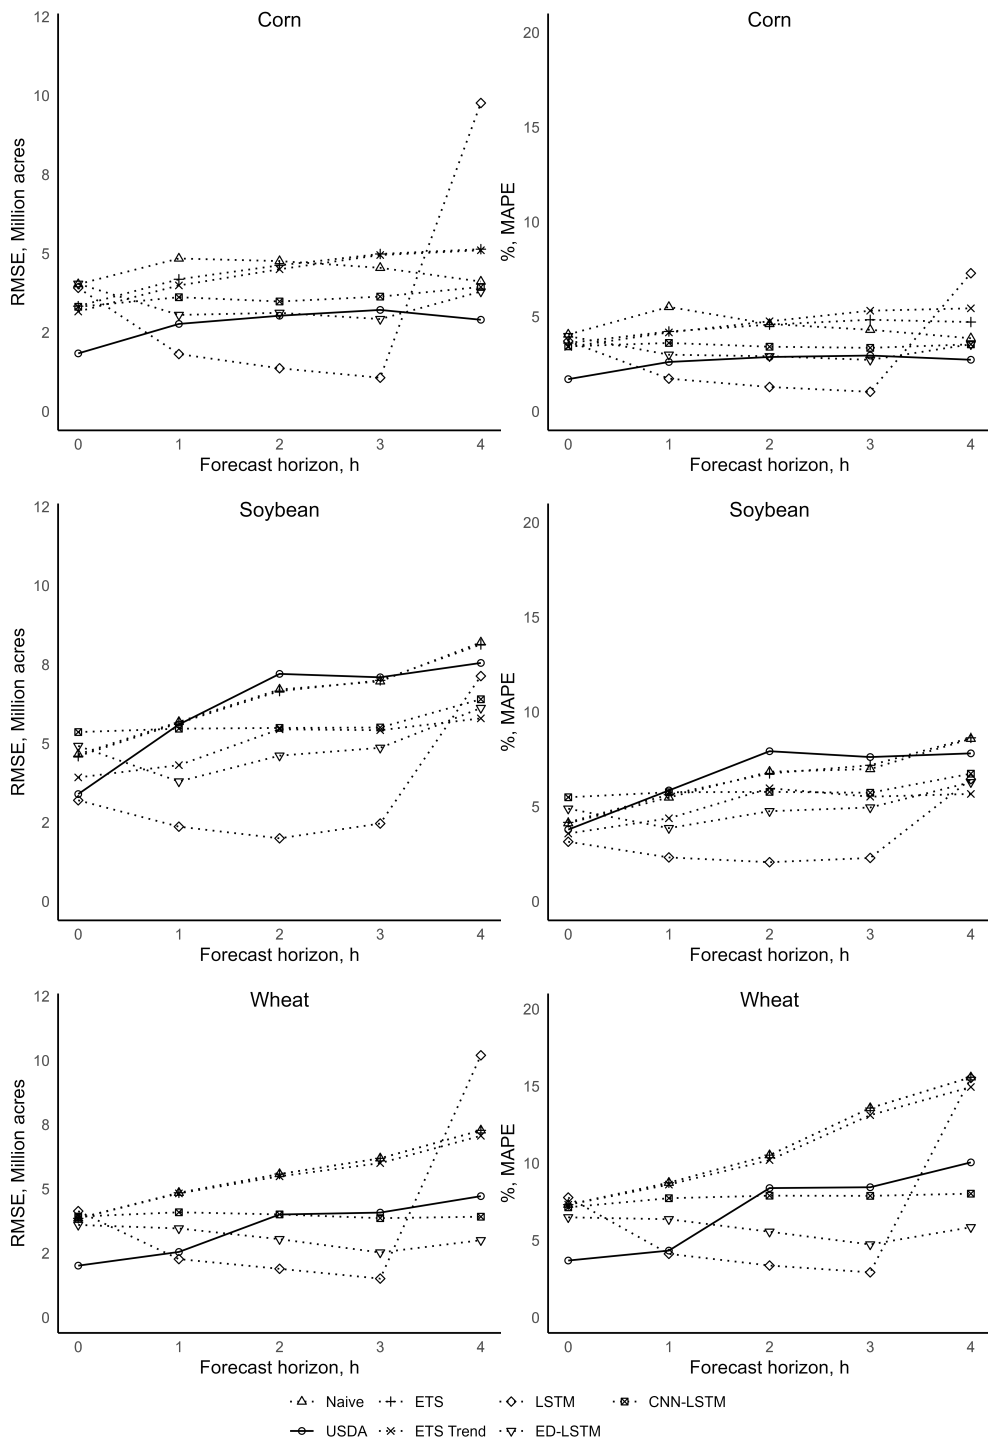 Corn
RMSE, Million acres
12
10
8
5
2
0
0 1 2 3 4
Forecast horizon, h
Corn
%, MAPE
20
15
10
5
0
0 1 2 3 4
Forecast horizon, h
Soybean
RMSE, Million acres
12
10
8
5
2
0
0 1 2 3 4
Forecast horizon, h
Soybean
%, MAPE
20
15
10
5
0
0 1 2 3 4
Forecast horizon, h
Wheat
RMSE, Million acres
12
10
8
5
2
0
0 1 2 3 4
Forecast horizon, h
Wheat
%, MAPE
20
15
10
5
0
0 1 2 3 4
Forecast horizon, h
Naive ETS LSTM CNN-LSTM
USDA ETS Trend ED-LSTM